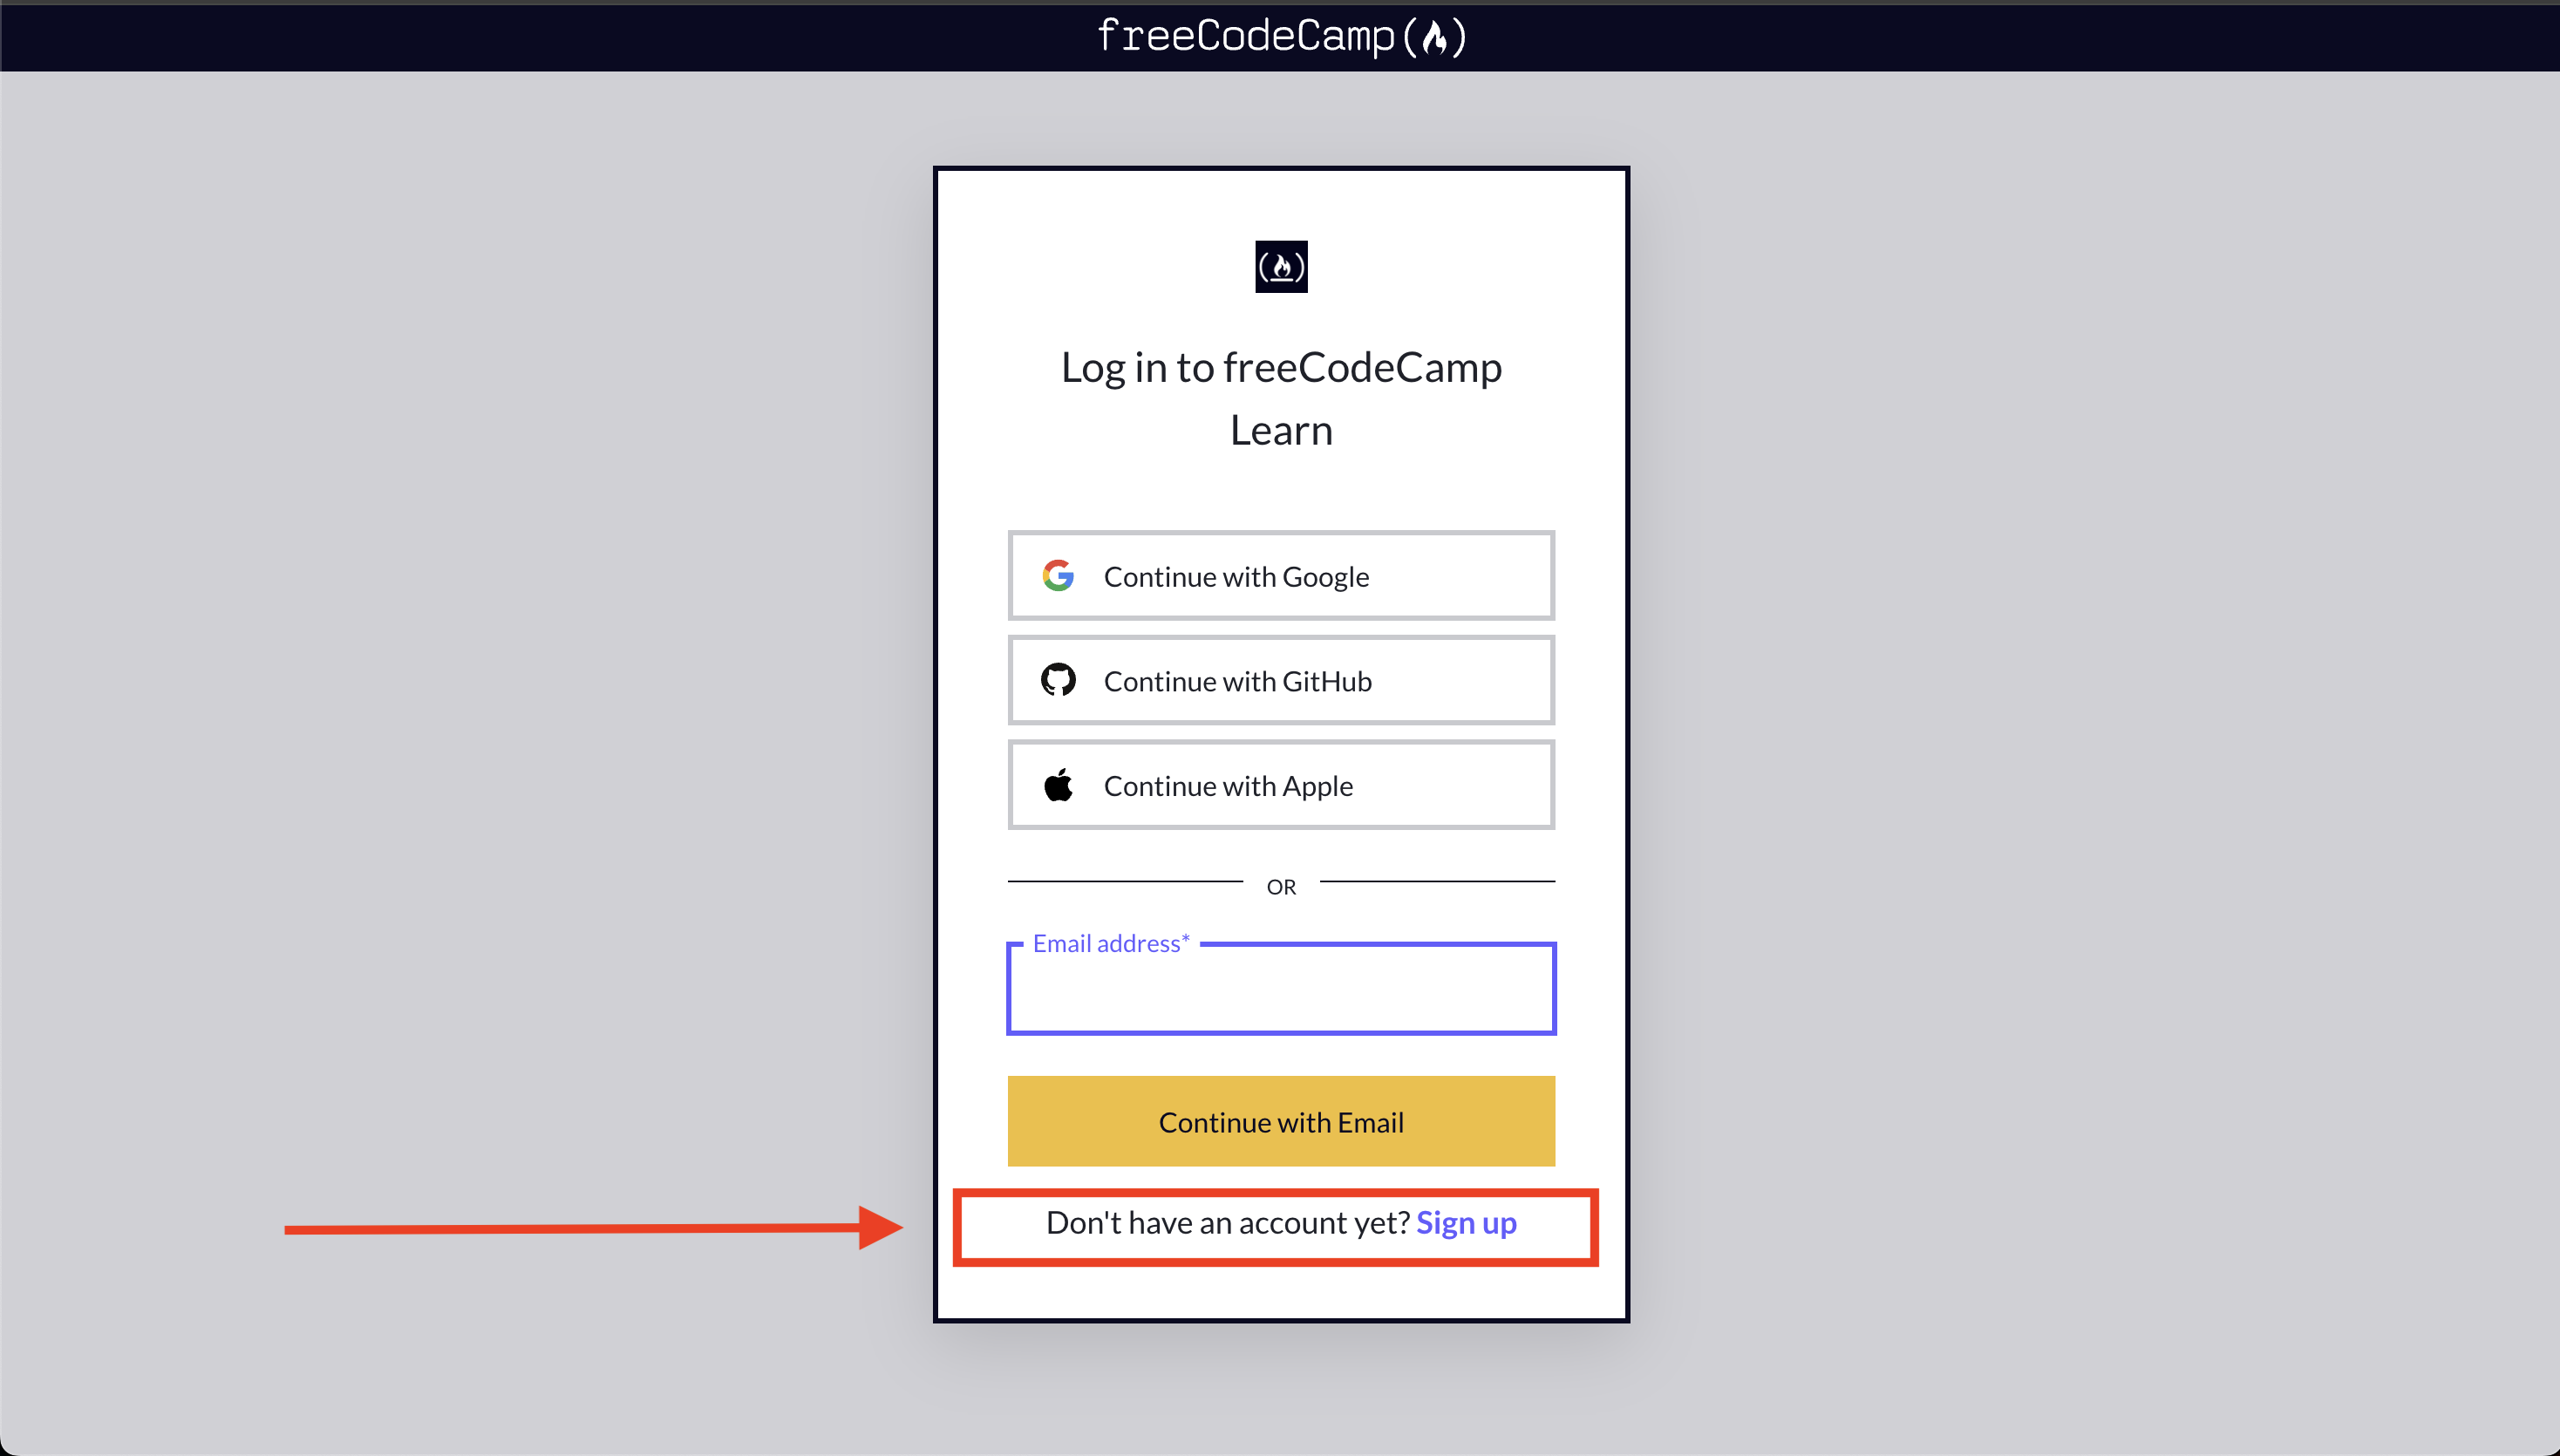 freeCodeCamp
Log in to freeCodeCamp
Learn
Continue with Google
Continue with GitHub
Continue with Apple
OR
Email address*
Continue with Email
Don't have an account yet? Sign up